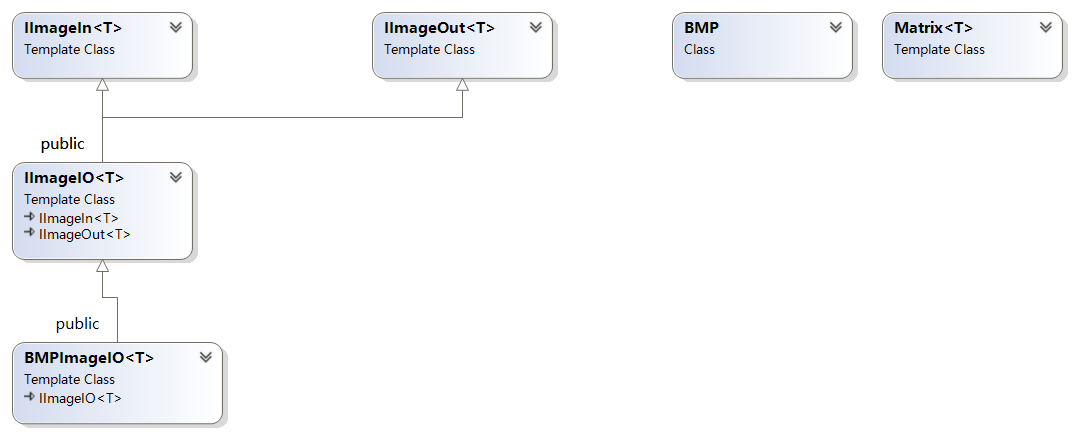 IImageIn<T>
Template Class
IImageOut<T>
Template Class
BMP
Class
Matrix<T>
Template Class
public
IImageIO<T>
Template Class
IImageIn<T>
IImageOut<T>
public
BMPImageIO<T>
Template Class
IImageIO<T>